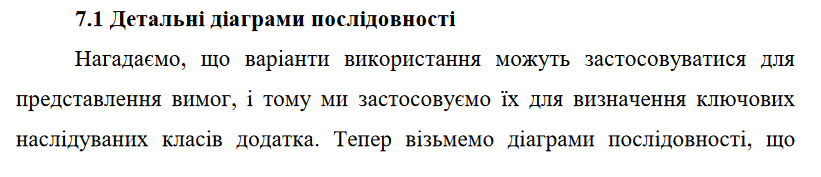 7.1 Детальні діаграми послідовності
Нагадаємо, що варіанти використання можуть застосовуватися для
представлення вимог, і тому ми застосовуємо їх для визначення ключових
наслідуваних класів додатка. Тепер візьмемо діаграми послідовності, що